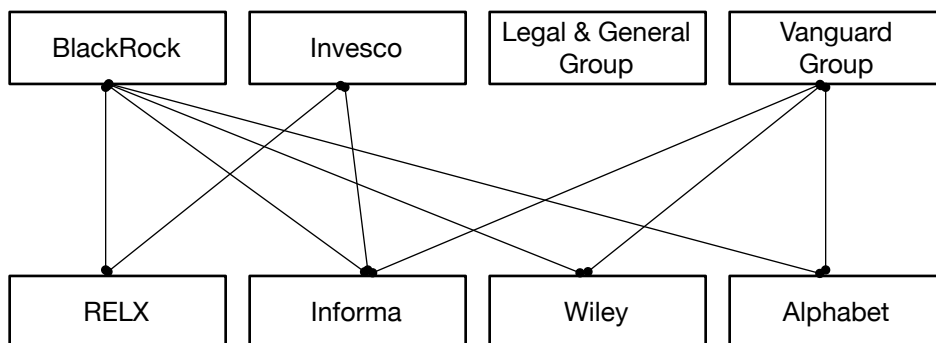 BlackRock
Invesco
Legal & General
Group
Vanguard
Group
RELX
Informa
Wiley
Alphabet